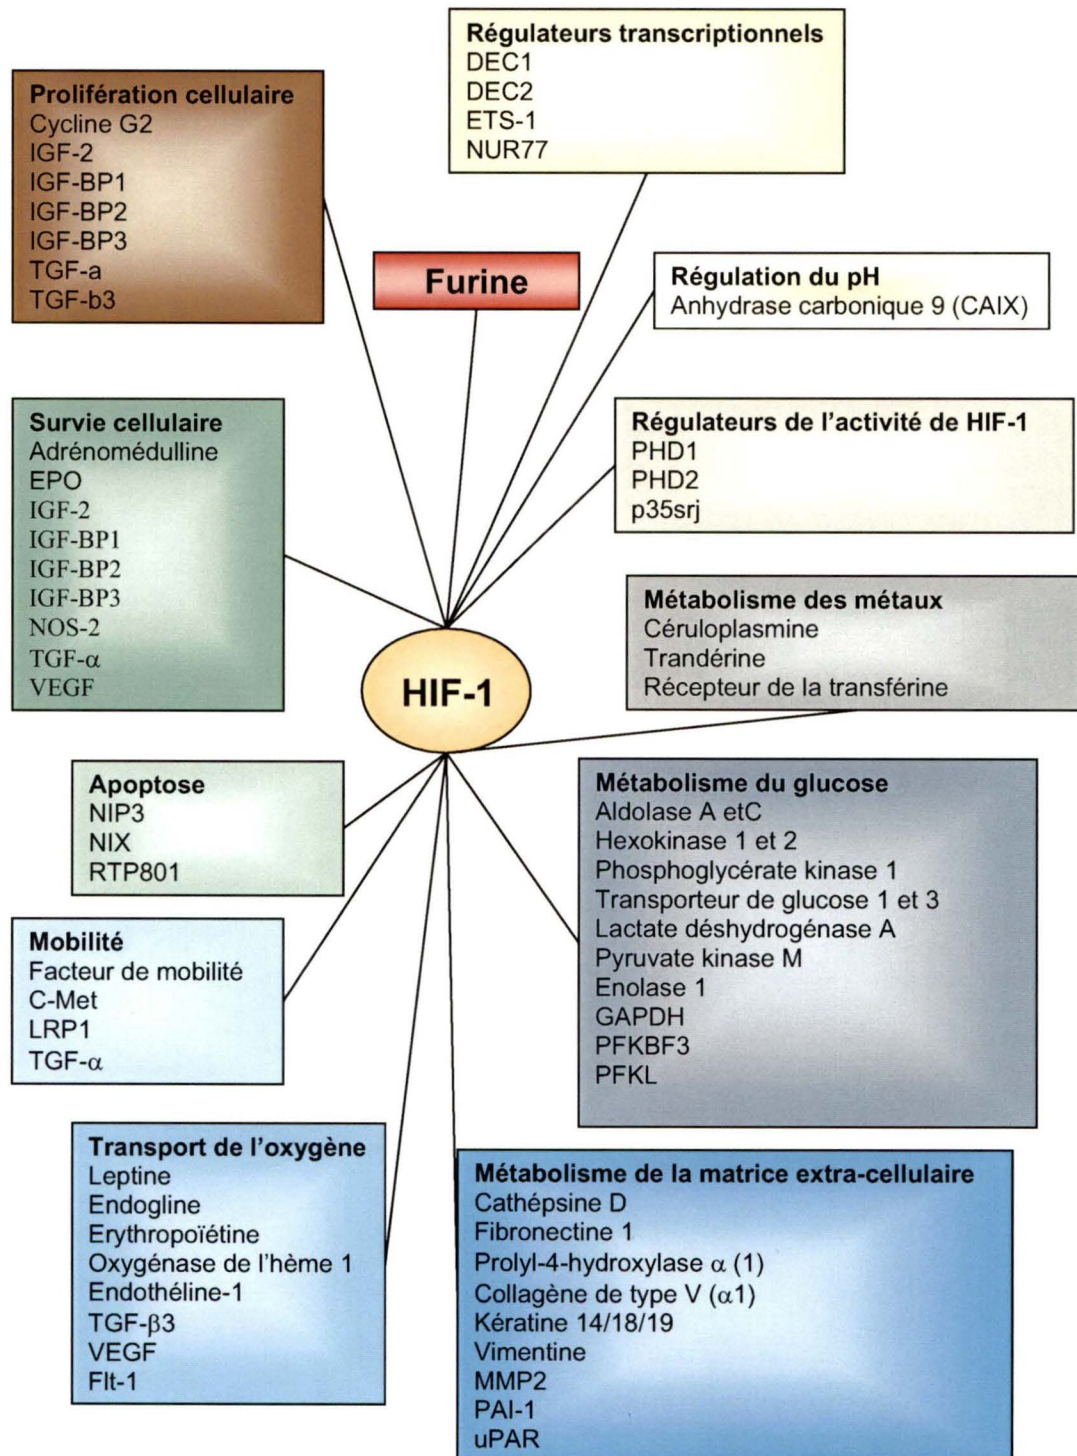 Régulateurs transcriptionnels
DEC1
DEC2
ETS-1
NUR77
Prolifération cellulaire
Cycline G2
IGF-2
IGF-BP1
IGF-BP2
IGF-BP3
TGF-a
TGF-b3
Furine
Régulation du pH
Anhydrase carbonique 9 (CAIX)
Survie cellulaire
Adrénomédulline
EPO
IGF-2
IGF-BP1
IGF-BP2
IGF-BP3
NOS-2
TGF-α
VEGF
Régulateurs de l'activité de HIF-1
PHD1
PHD2
p35srj
Métabolisme des métaux
Céruloplasmine
Trandérine
Récepteur de la transférine
HIF-1
Apoptose
NIP3
NIX
RTP801
Métabolisme du glucose
Aldolase A etC
Hexokinase 1 et 2
Phosphoglycérate kinase 1
Transporteur de glucose 1 et 3
Lactate déshydrogénase A
Pyruvate kinase M
Enolase 1
GAPDH
PFKBF3
PFKL
Mobilité
Facteur de mobilité
C-Met
LRP1
TGF-α
Transport de l'oxygène
Leptine
Endogline
Erythropoïétine
Oxygénase de l'hème 1
Endothéline-1
TGF-β3
VEGF
Flt-1
Métabolisme de la matrice extra-cellulaire
Cathépsine D
Fibronectine 1
Prolyl-4-hydroxylase α (1)
Collagène de type V (α1)
Kératine 14/18/19
Vimentine
MMP2
PAI-1
uPAR